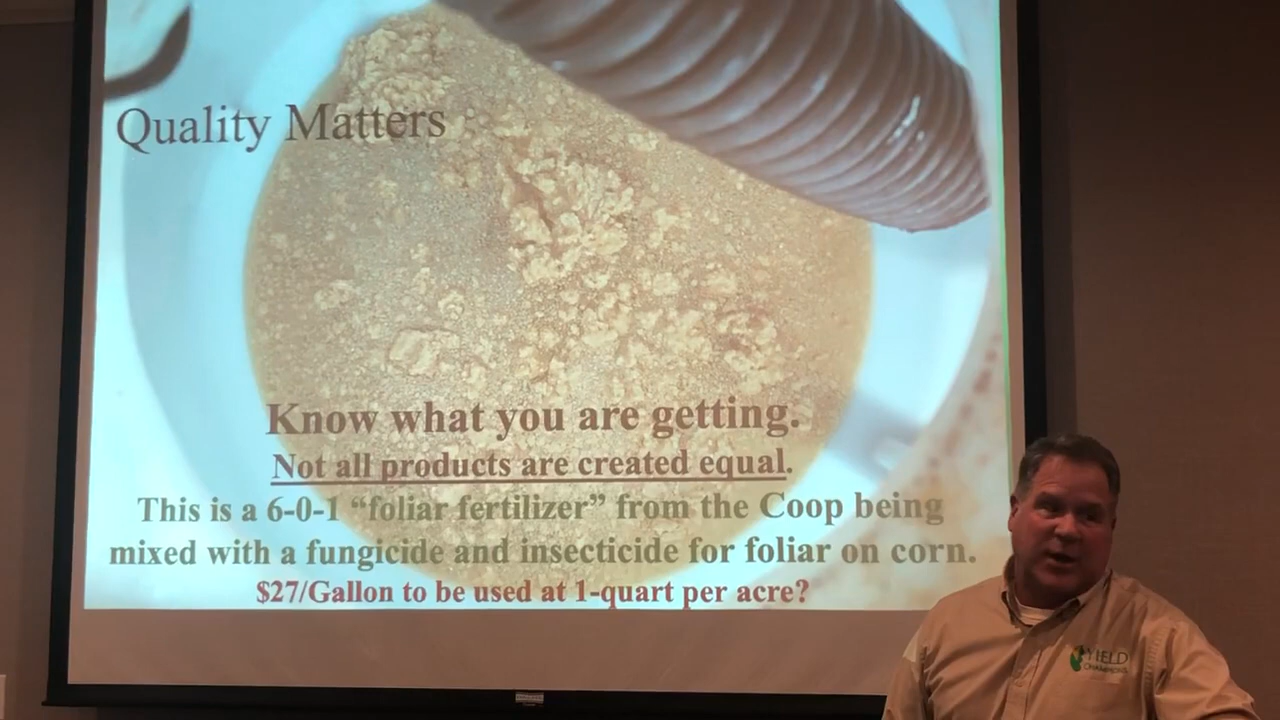 Quality Matters
Know what you are getting.
Not all products are created equal.
This is a 6-0-1 “foliar fertilizer” from the Coop being
mixed with a fungicide and insecticide for foliar on corn.
$27/Gallon to be used at 1-quart per acre?
YIELD
CHAMPIONS